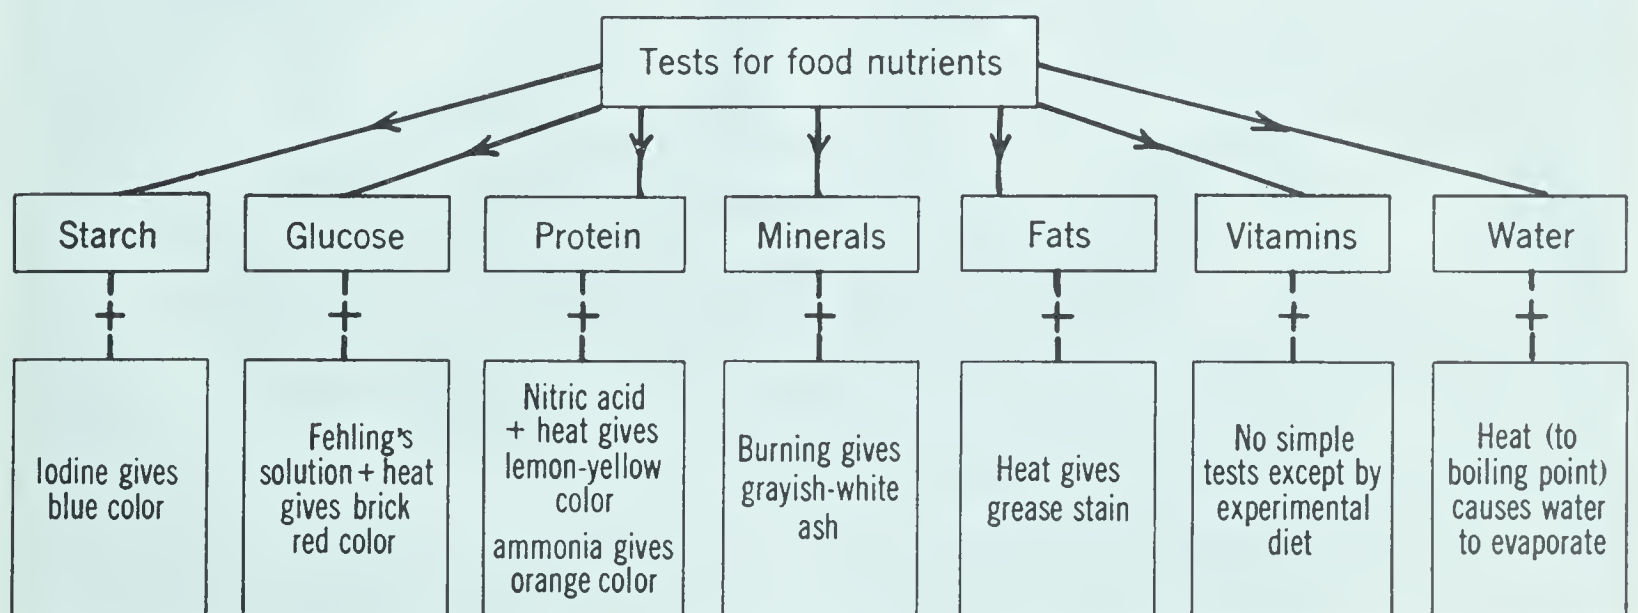 Tests for food nutrients
Starch
Glucose
Protein
Minerals
Fats
Vitamins
Water
+
+
+
+
+
+
+
Iodine gives
blue color
Fehling's
solution + heat
gives brick
red color
Nitric acid
+ heat gives
lemon-yellow
color
ammonia gives
orange color
Burning gives
grayish-white
ash
Heat gives
grease stain
No simple
tests except by
experimental
diet
Heat (to
boiling point)
causes water
to evaporate